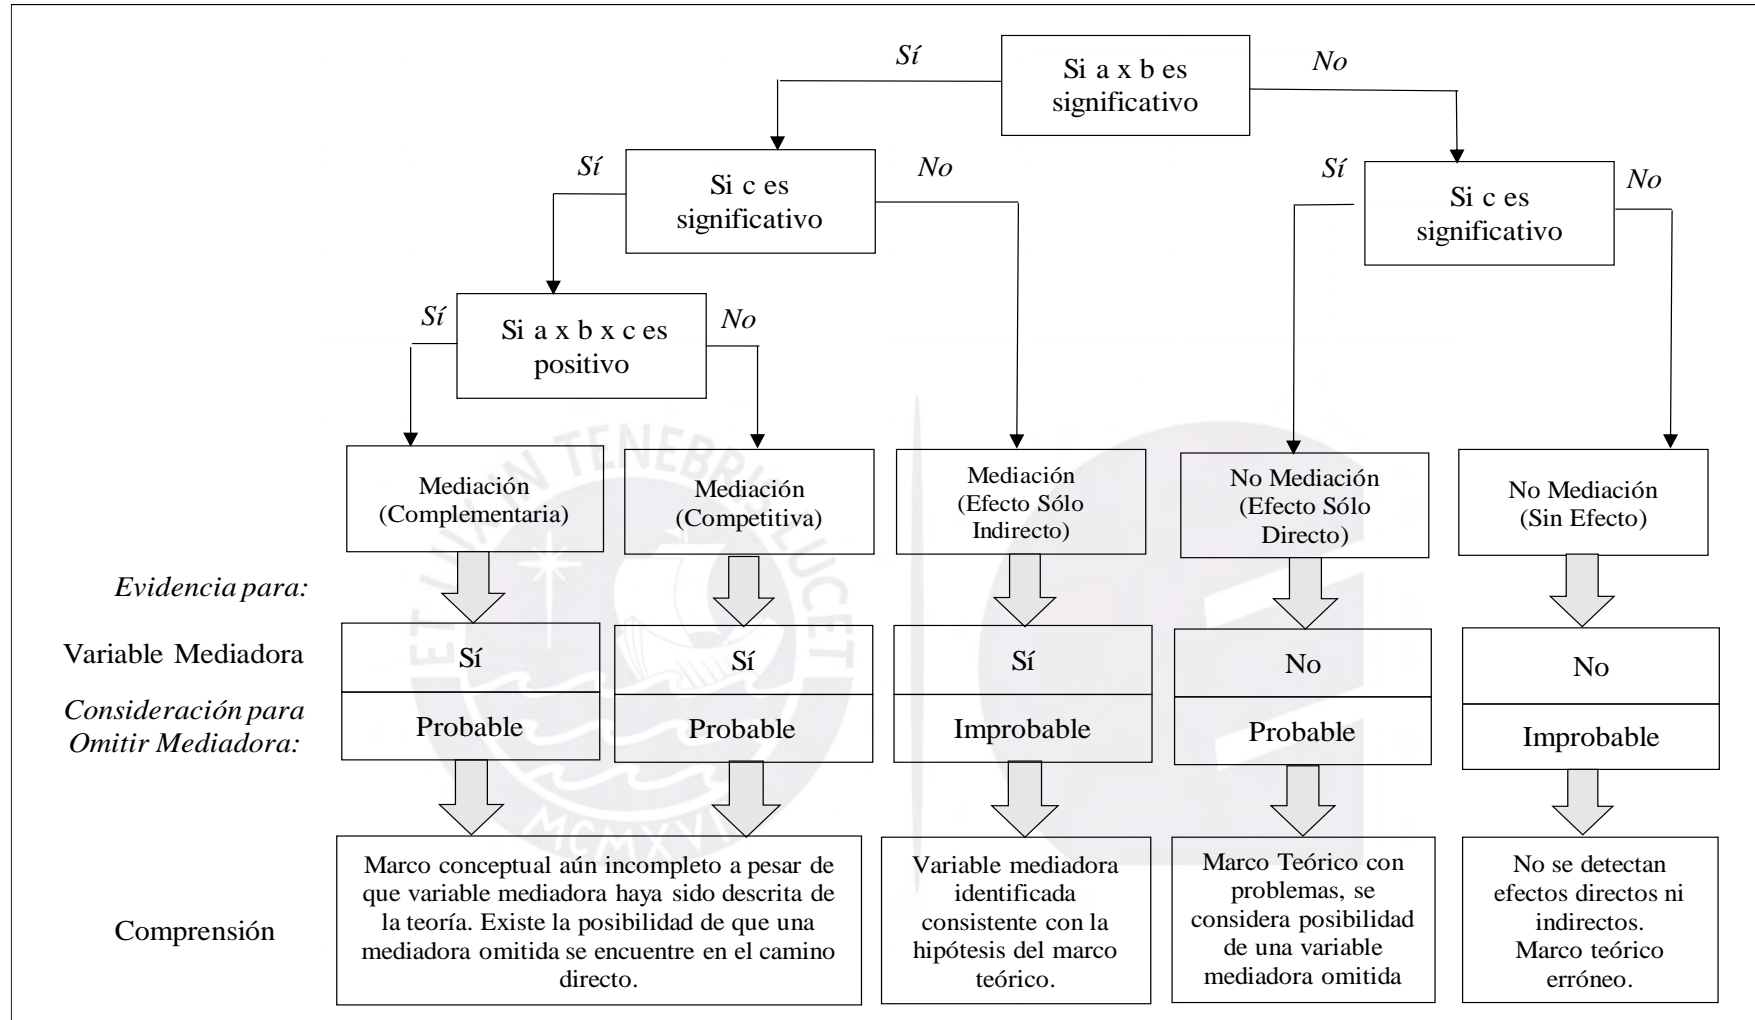 Sí
Si a x b es
significativo
No
Sí
Si c es
significativo
No
Sí
Si c es
significativo
No
Sí
Si a x b x c es
positivo
No
Mediación
(Complementaria)
Mediación
(Competitiva)
Mediación
(Efecto Sólo
Indirecto)
No Mediación
(Efecto Sólo
Directo)
No Mediación
(Sin Efecto)
Evidencia para:
Variable Mediadora
Sí
Sí
Sí
No
No
Consideración para
Omitir Mediadora:
Probable
Probable
Improbable
Probable
Improbable
Comprensión
Marco conceptual aún incompleto a pesar de
que variable mediadora haya sido descrita de
la teoría. Existe la posibilidad de que una
mediadora omitida se encuentre en el camino
directo.
Variable mediadora
identificada
consistente con la
hipótesis del marco
teórico.
Marco Teórico con
problemas, se
considera posibilidad
de una variable
mediadora omitida
No se detectan
efectos directos ni
indirectos.
Marco teórico
erróneo.
ET LUX IN TENEBRIS LUCET
MCMXVII